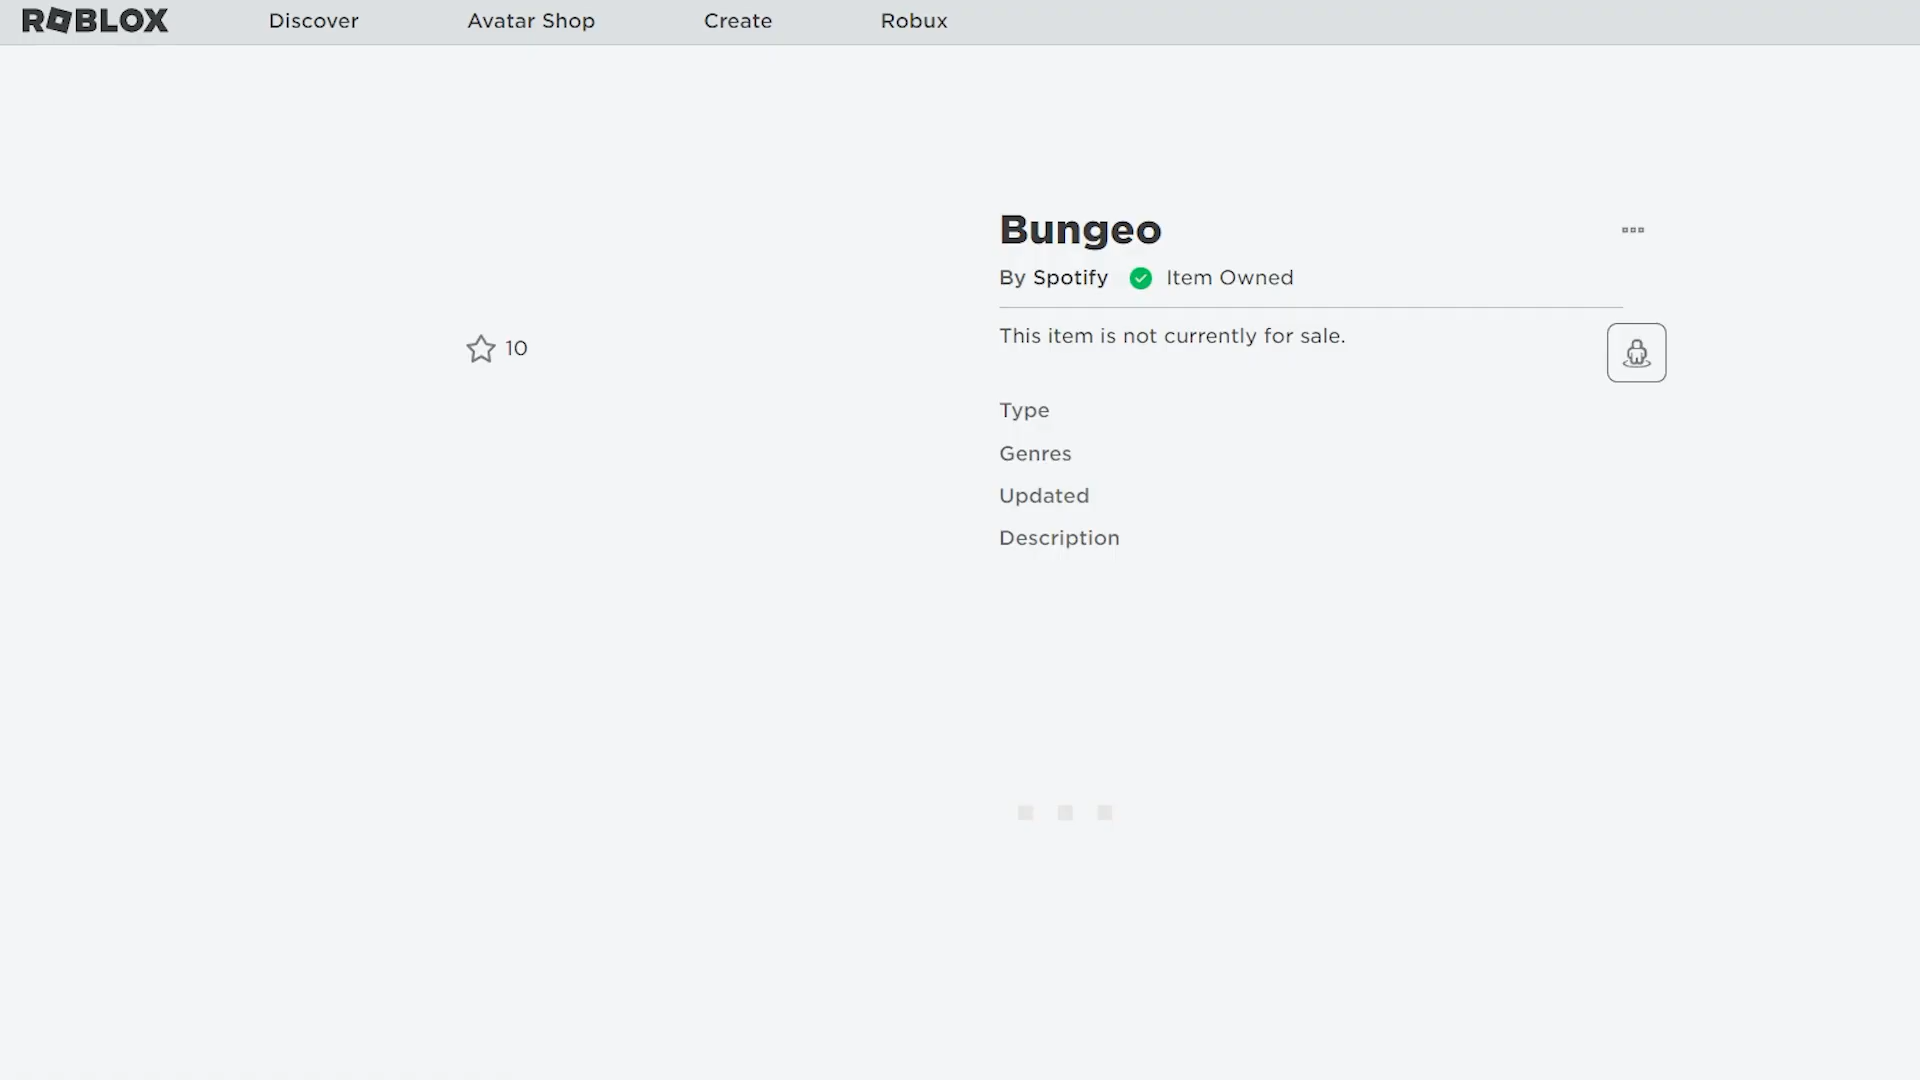 ROBLOX Discover Avatar Shop Create Robux
Bungeo
By Spotify Item Owned
This item is not currently for sale.
10
Type
Genres
Updated
Description